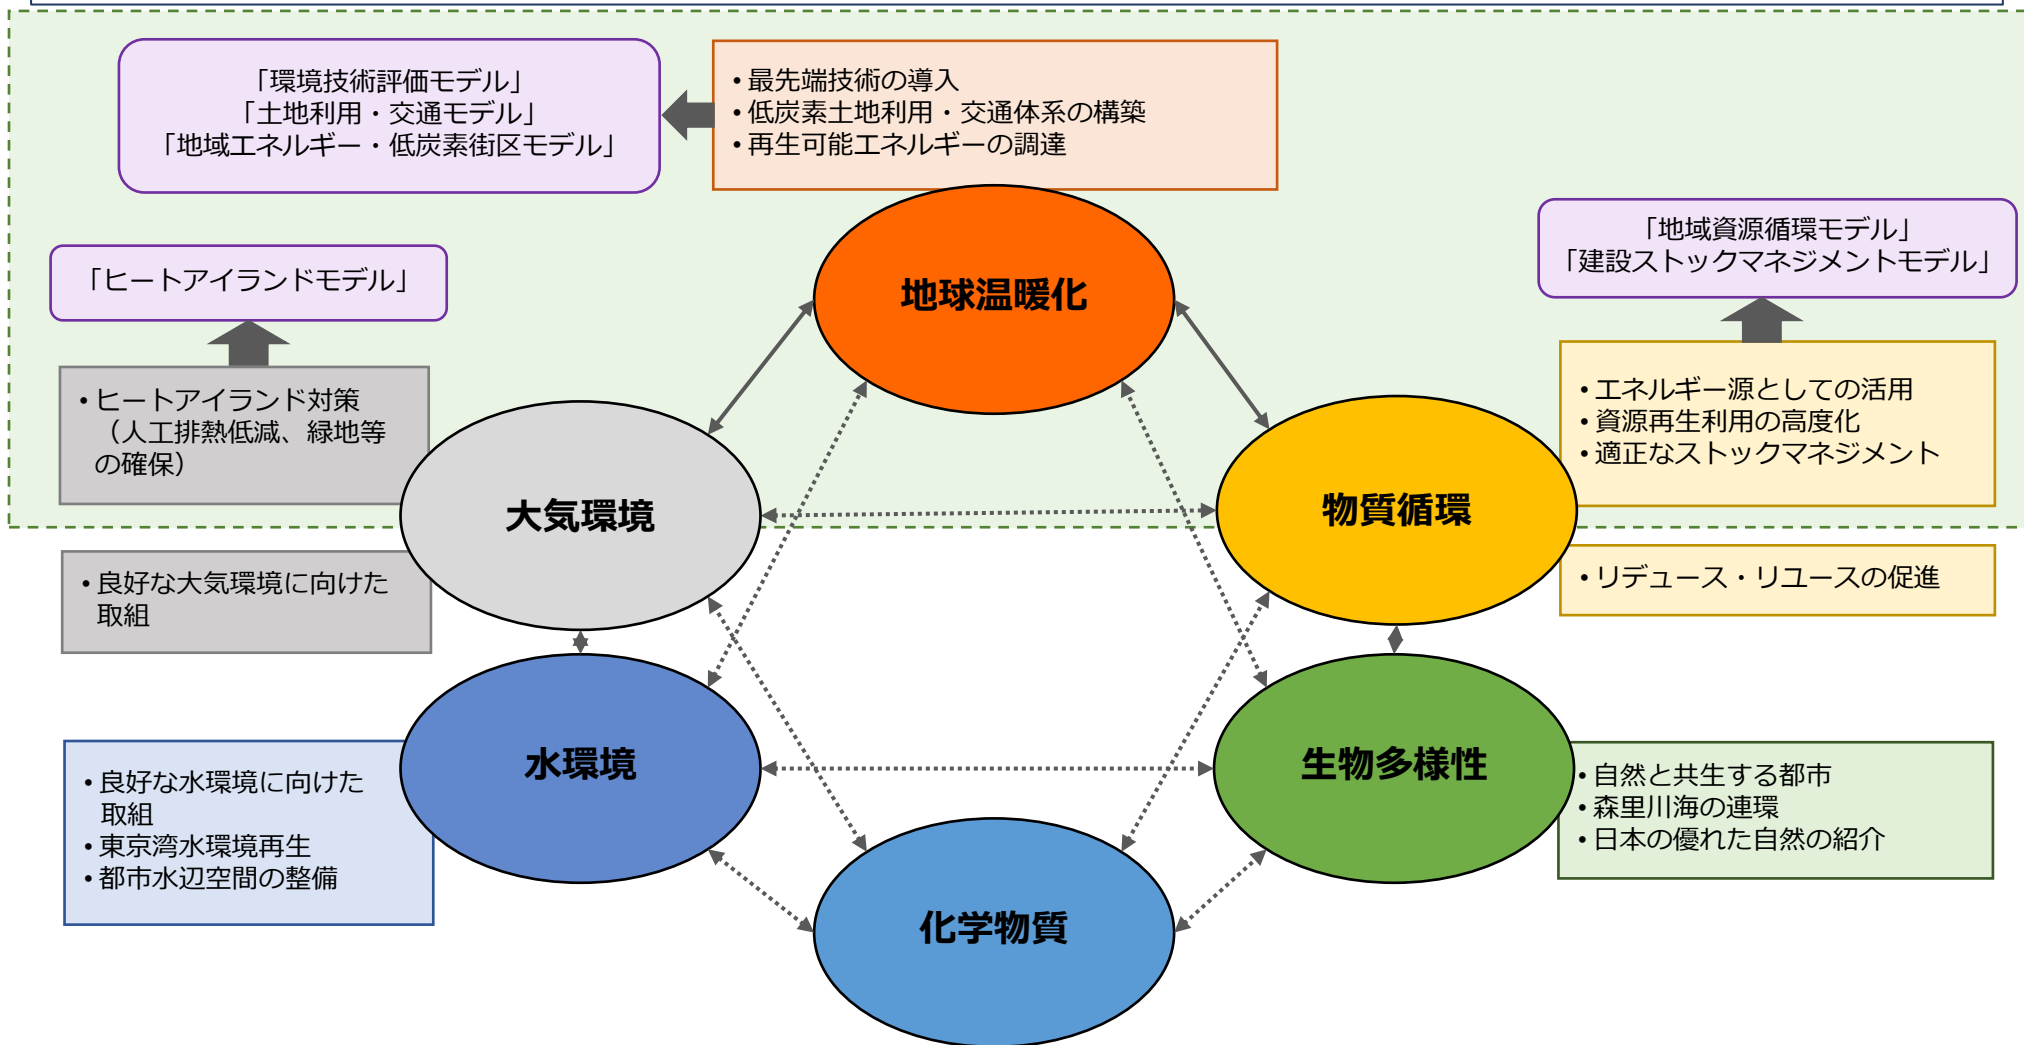 「環境技術評価モデル」
「土地利用・交通モデル」
「地域エネルギー・低炭素街区モデル」
• 最先端技術の導入
• 低炭素土地利用・交通体系の構築
• 再生可能エネルギーの調達
「地域資源循環モデル」
「建設ストックマネジメントモデル」
「ヒートアイランドモデル」
地球温暖化
• ヒートアイランド対策
（人工排熱低減、緑地等
の確保）
• エネルギー源としての活用
• 資源再生利用の高度化
• 適正なストックマネジメント
大気環境
物質循環
• 良好な大気環境に向けた
取組
• リデュース・リユースの促進
水環境
生物多様性
• 良好な水環境に向けた
取組
• 東京湾水環境再生
• 都市水辺空間の整備
• 自然と共生する都市
• 森里川海の連環
• 日本の優れた自然の紹介
化学物質